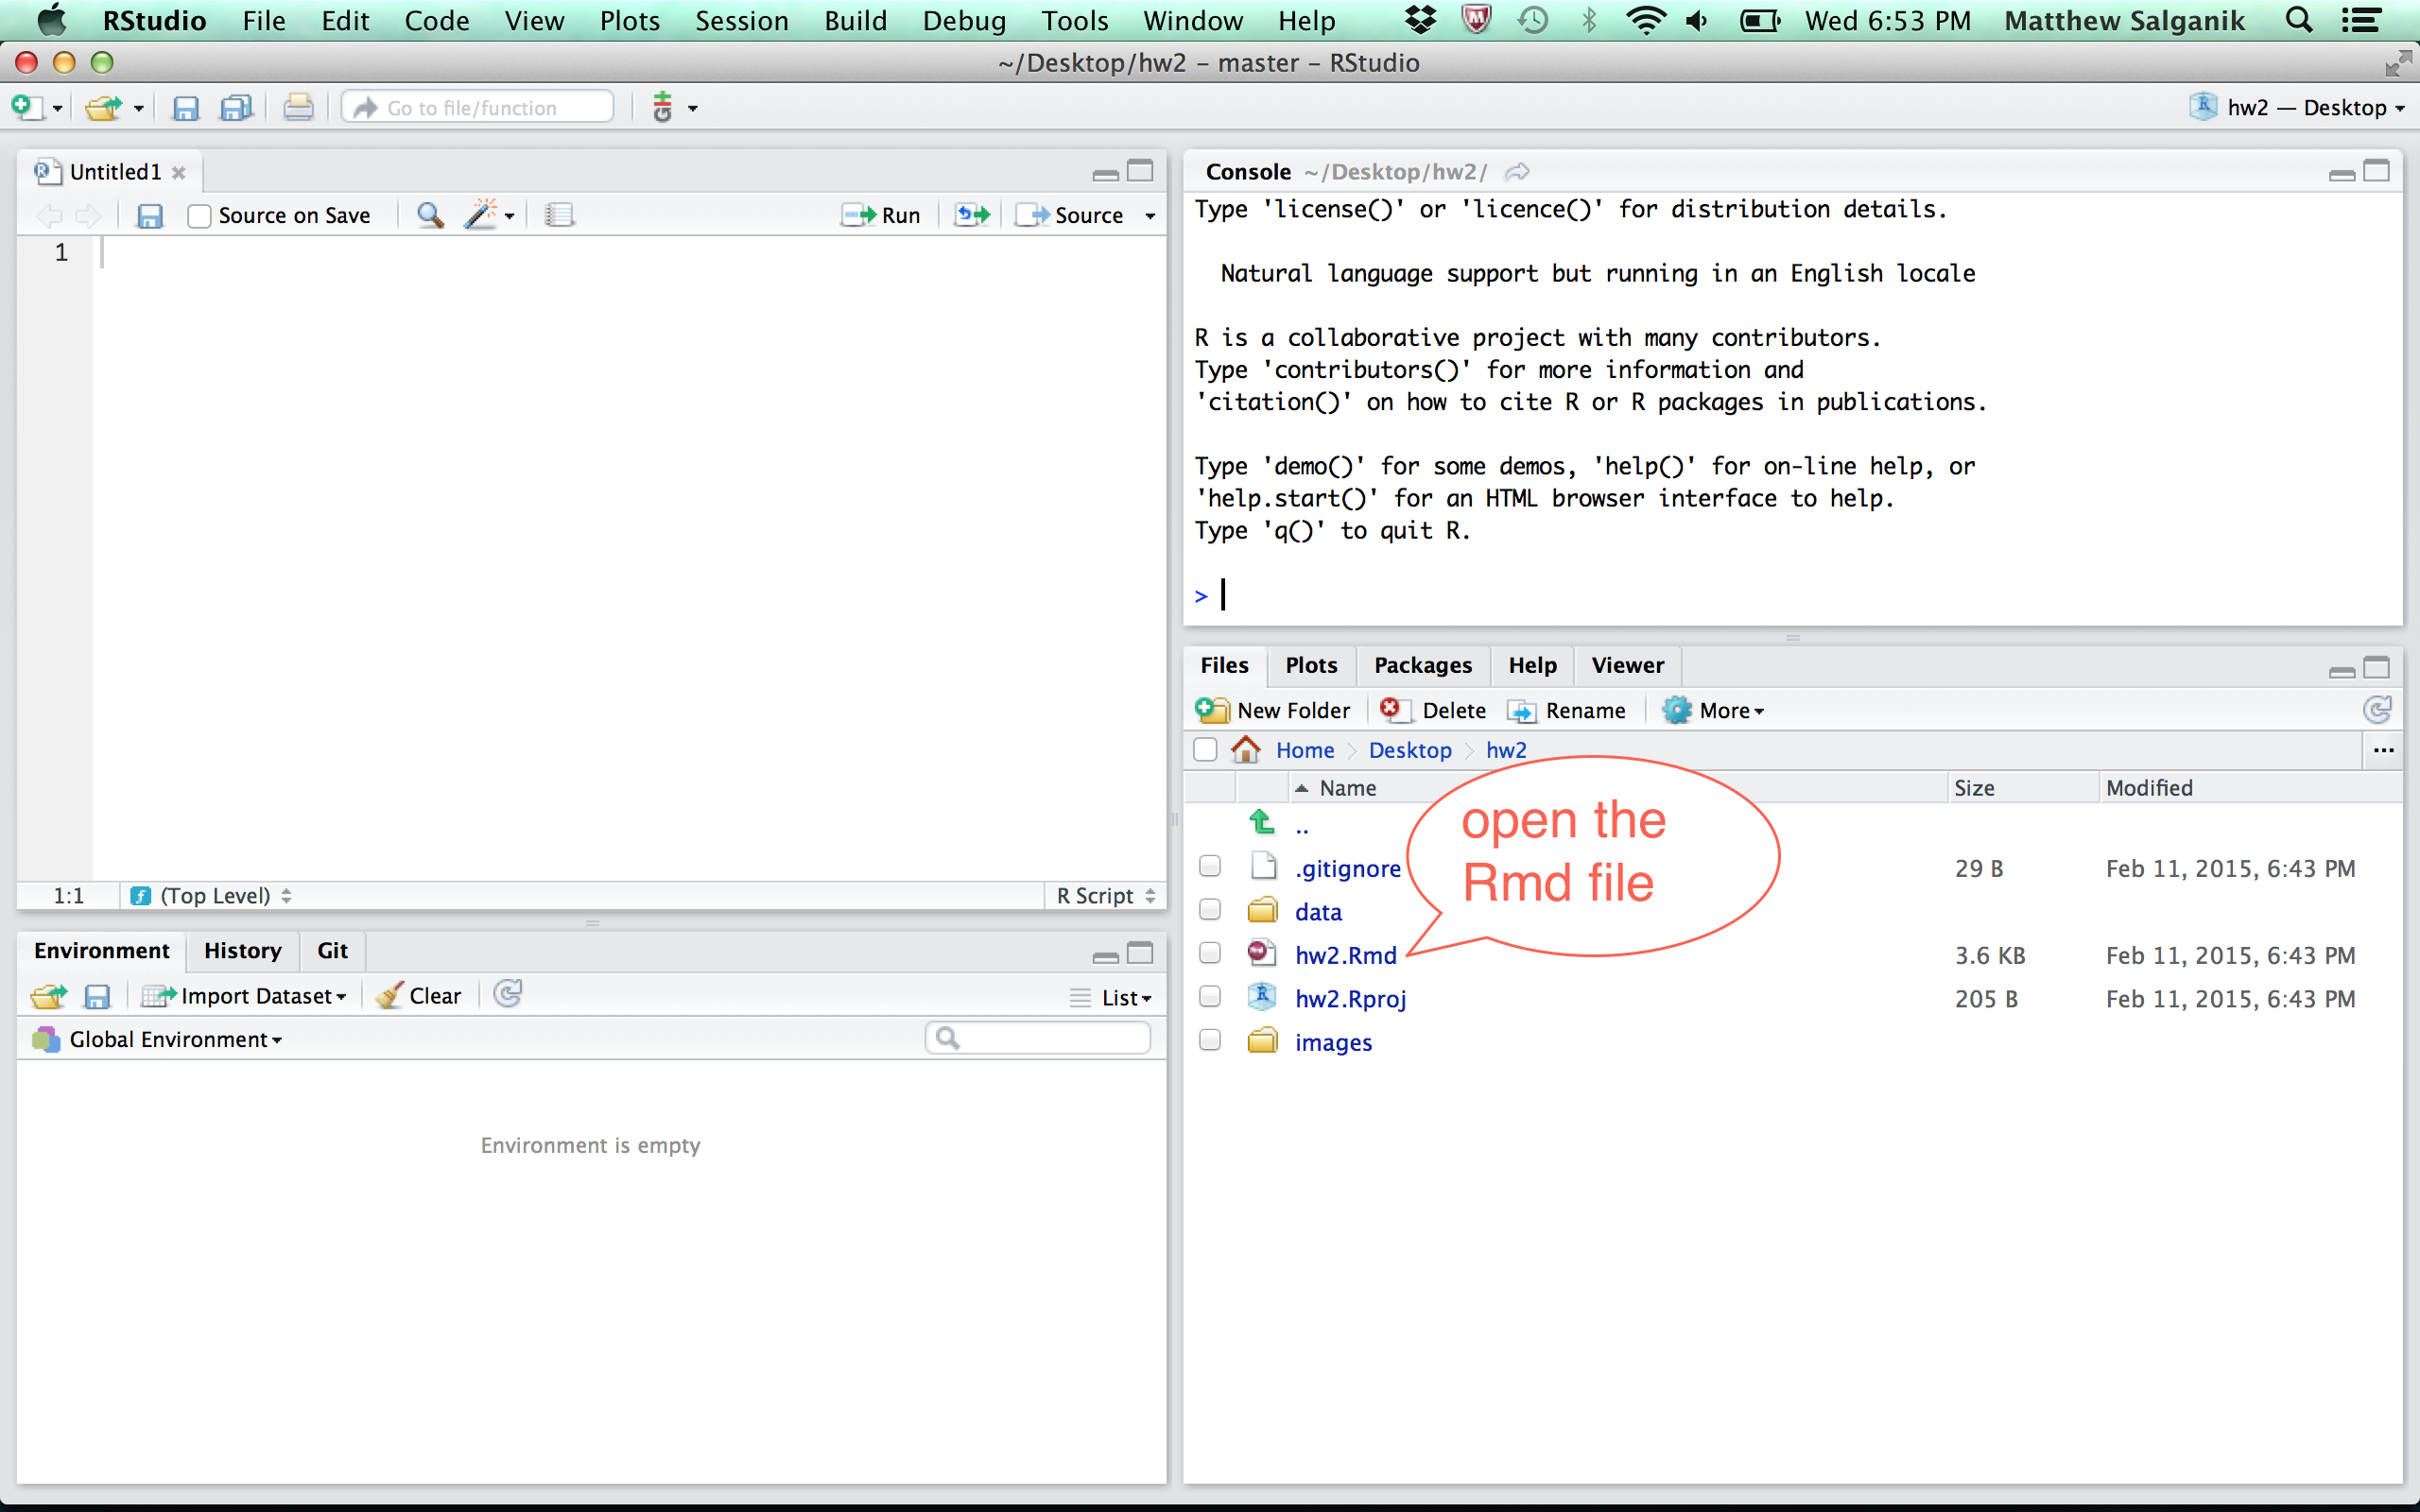 RStudio File Edit Code View Plots Session Build Debug Tools Window Help Wed 6:53 PM Matthew Salganik
~/Desktop/hw2 – master – RStudio
Go to file/function
hw2 — Desktop
Untitled1
Source on Save Run Source
1
1:1 (Top Level) R Script
Console ~/Desktop/hw2/
Type 'license()' or 'licence()' for distribution details.
Natural language support but running in an English locale
R is a collaborative project with many contributors.
Type 'contributors()' for more information and
'citation()' on how to cite R or R packages in publications.
Type 'demo()' for some demos, 'help()' for on-line help, or
'help.start()' for an HTML browser interface to help.
Type 'q()' to quit R.
>
Environment History Git
Import Dataset Clear List
Global Environment
Environment is empty
Files Plots Packages Help Viewer
New Folder Delete Rename More
Home Desktop hw2 ...
Name Size Modified
..
.gitignore 29 B Feb 11, 2015, 6:43 PM
data
hw2.Rmd 3.6 KB Feb 11, 2015, 6:43 PM
hw2.Rproj 205 B Feb 11, 2015, 6:43 PM
images
open the
Rmd file